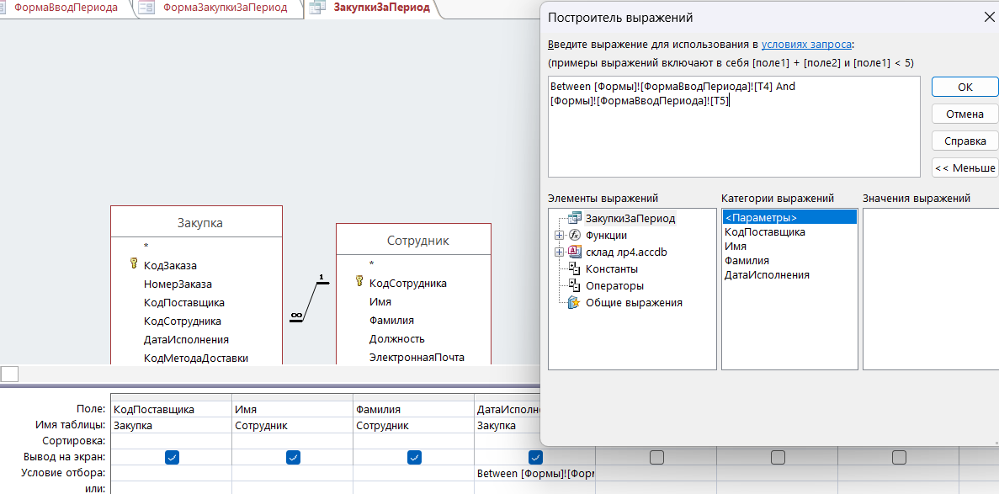 ФормаВводПериода
ФормаЗакупкиЗаПериод
ЗакупкиЗаПериод
Построитель выражений
Введите выражение для использования в условиях запроса:
(примеры выражений включают в себя [поле1] + [поле2] и [поле1] < 5)
Between [Формы]![ФормаВводПериода]![T4] And
[Формы]![ФормаВводПериода]![T5]
ОК
Отмена
Справка
<< Меньше
Элементы выражений
ЗакупкиЗаПериод
Функции
склад лр4.accdb
Константы
Операторы
Общие выражения
Категории выражений
<Параметры>
КодПоставщика
Имя
Фамилия
ДатаИсполнения
Значения выражений
Закупка
*
КодЗаказа
НомерЗаказа
КодПоставщика
КодСотрудника
ДатаИсполнения
КодМетодаДоставки
1
∞
Сотрудник
*
КодСотрудника
Имя
Фамилия
Должность
ЭлектроннаяПочта
Поле: КодПоставщика Имя Фамилия ДатаИсполн
Имя таблицы: Закупка Сотрудник Сотрудник Закупка
Сортировка:
Вывод на экран:
Условие отбора: Between [Формы]![Фор
или: